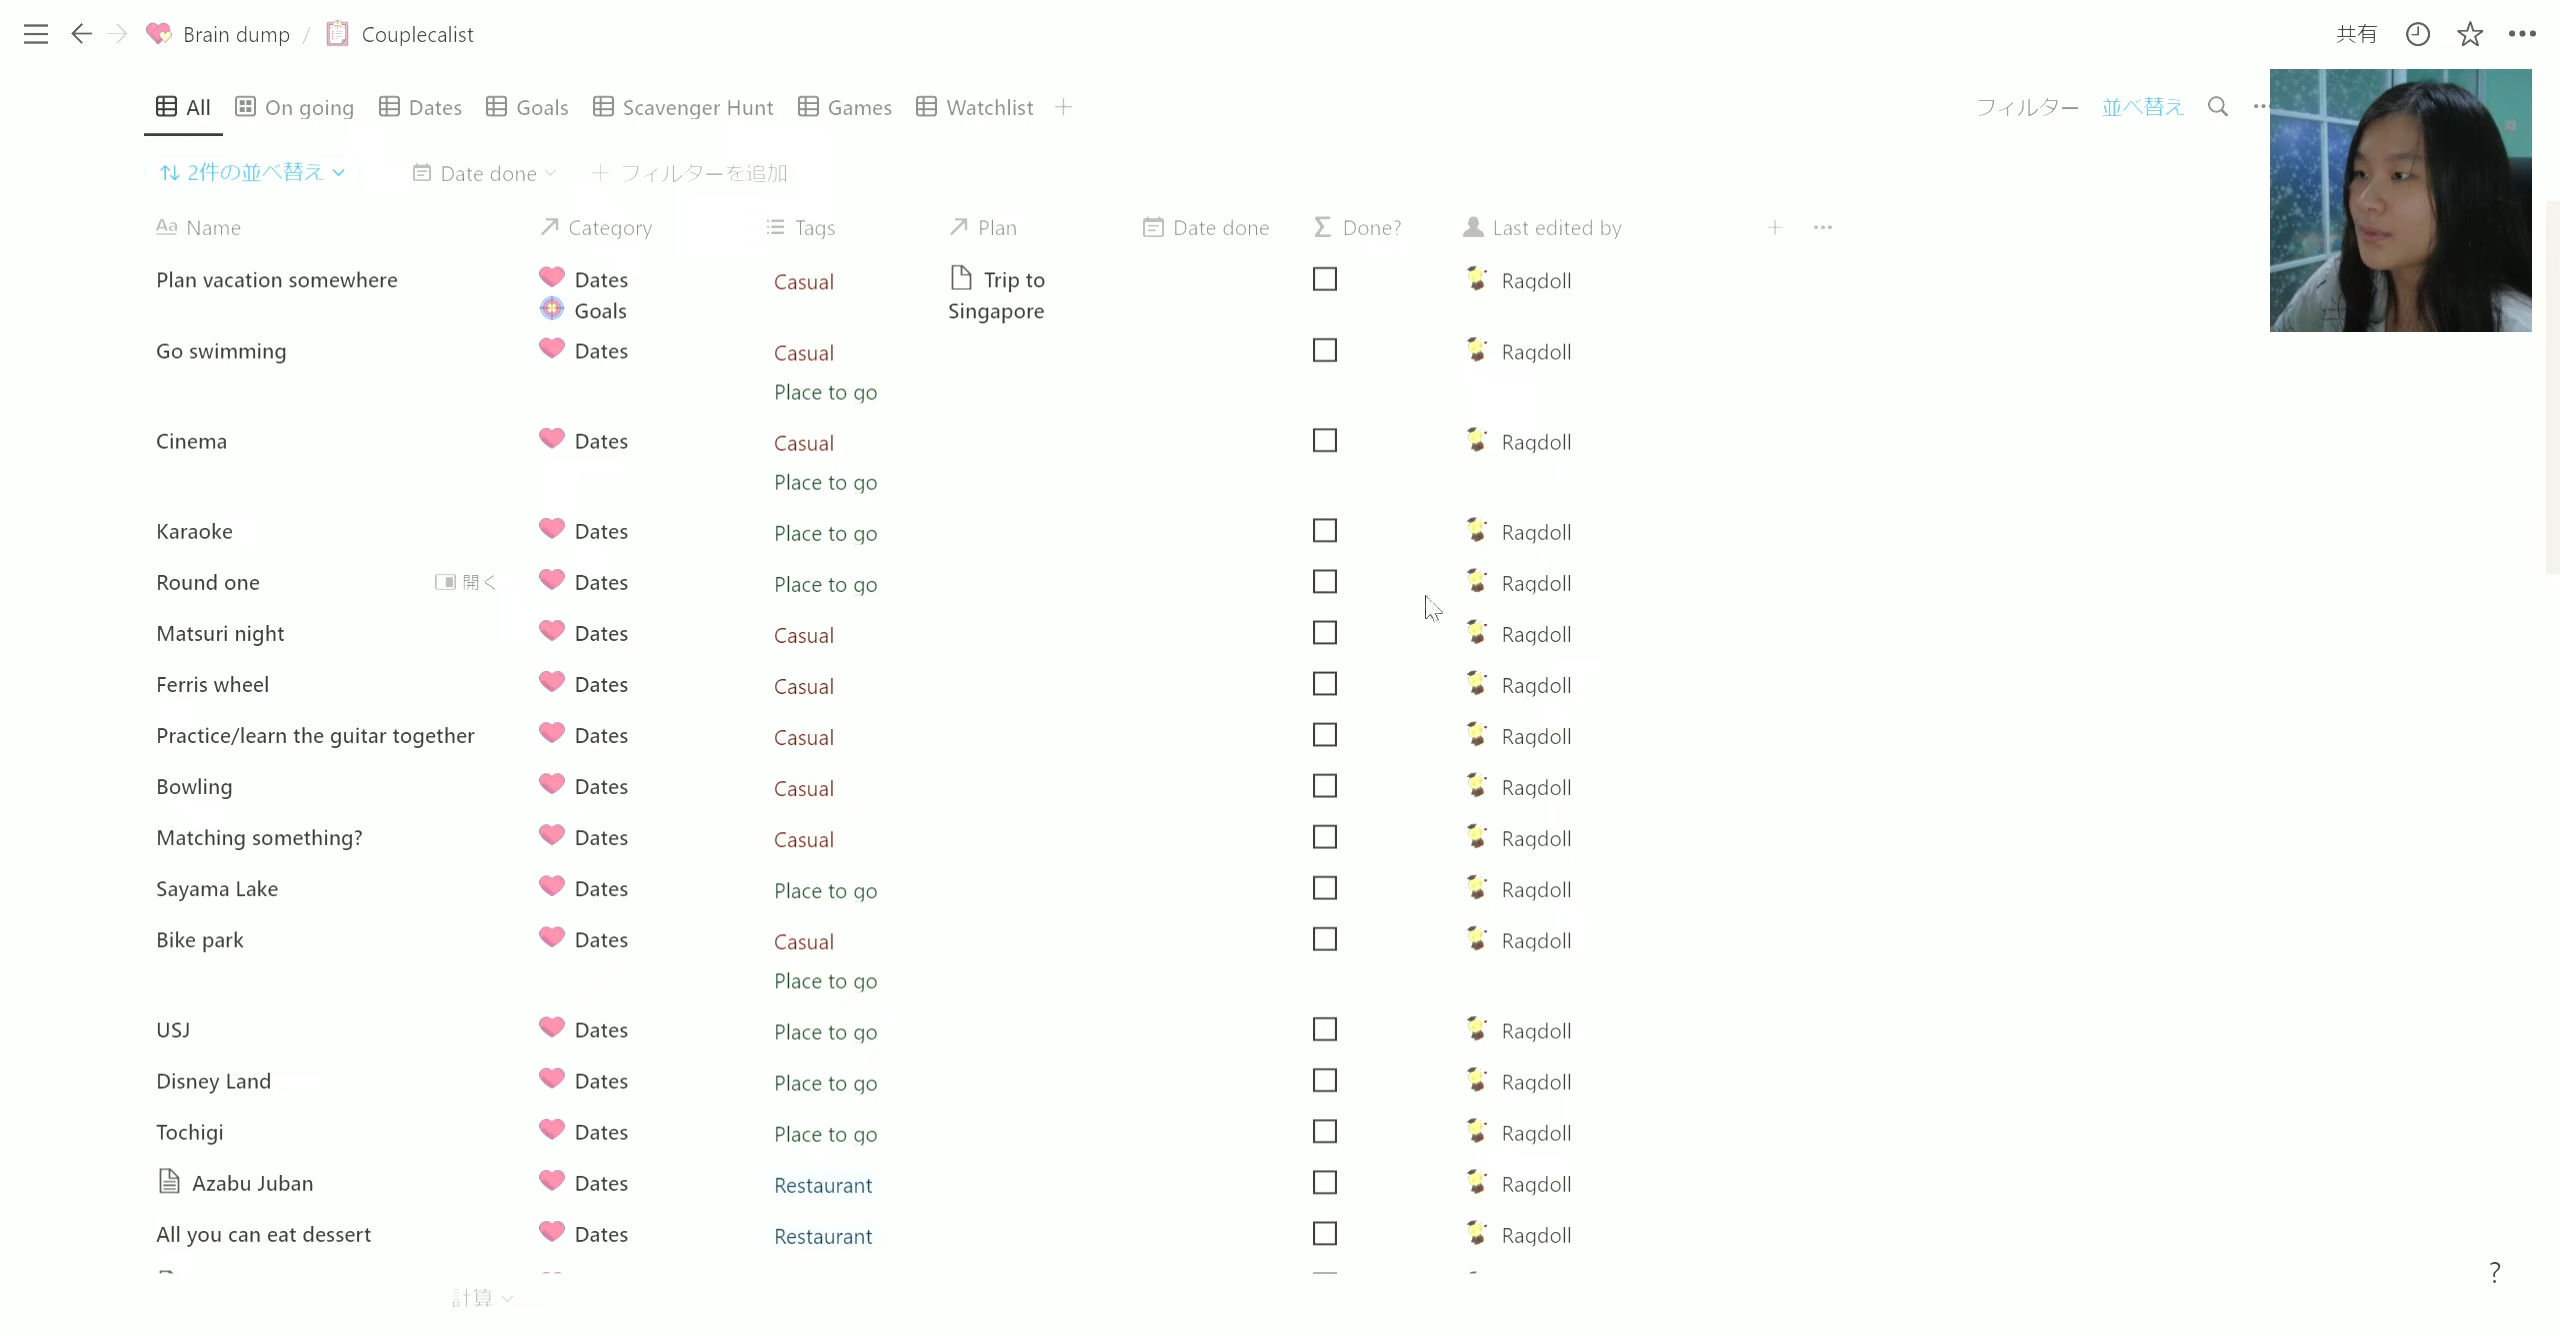 Brain dump / Couplecalist 共有
All On going Dates Goals Scavenger Hunt Games Watchlist フィルター 並べ替え
2件の並べ替え Date done フィルターを追加
Aa Name Category Tags Plan Date done Σ Done? Last edited by
Plan vacation somewhere Dates Casual Trip to Ragdoll
Goals Singapore
Go swimming Dates Casual Ragdoll
Place to go
Cinema Dates Casual Ragdoll
Place to go
Karaoke Dates Place to go Ragdoll
Round one 開く Dates Place to go Ragdoll
Matsuri night Dates Casual Ragdoll
Ferris wheel Dates Casual Ragdoll
Practice/learn the guitar together Dates Casual Ragdoll
Bowling Dates Casual Ragdoll
Matching something? Dates Casual Ragdoll
Sayama Lake Dates Place to go Ragdoll
Bike park Dates Casual Ragdoll
Place to go
USJ Dates Place to go Ragdoll
Disney Land Dates Place to go Ragdoll
Tochigi Dates Place to go Ragdoll
Azabu Juban Dates Restaurant Ragdoll
All you can eat dessert Dates Restaurant Ragdoll
計算
?